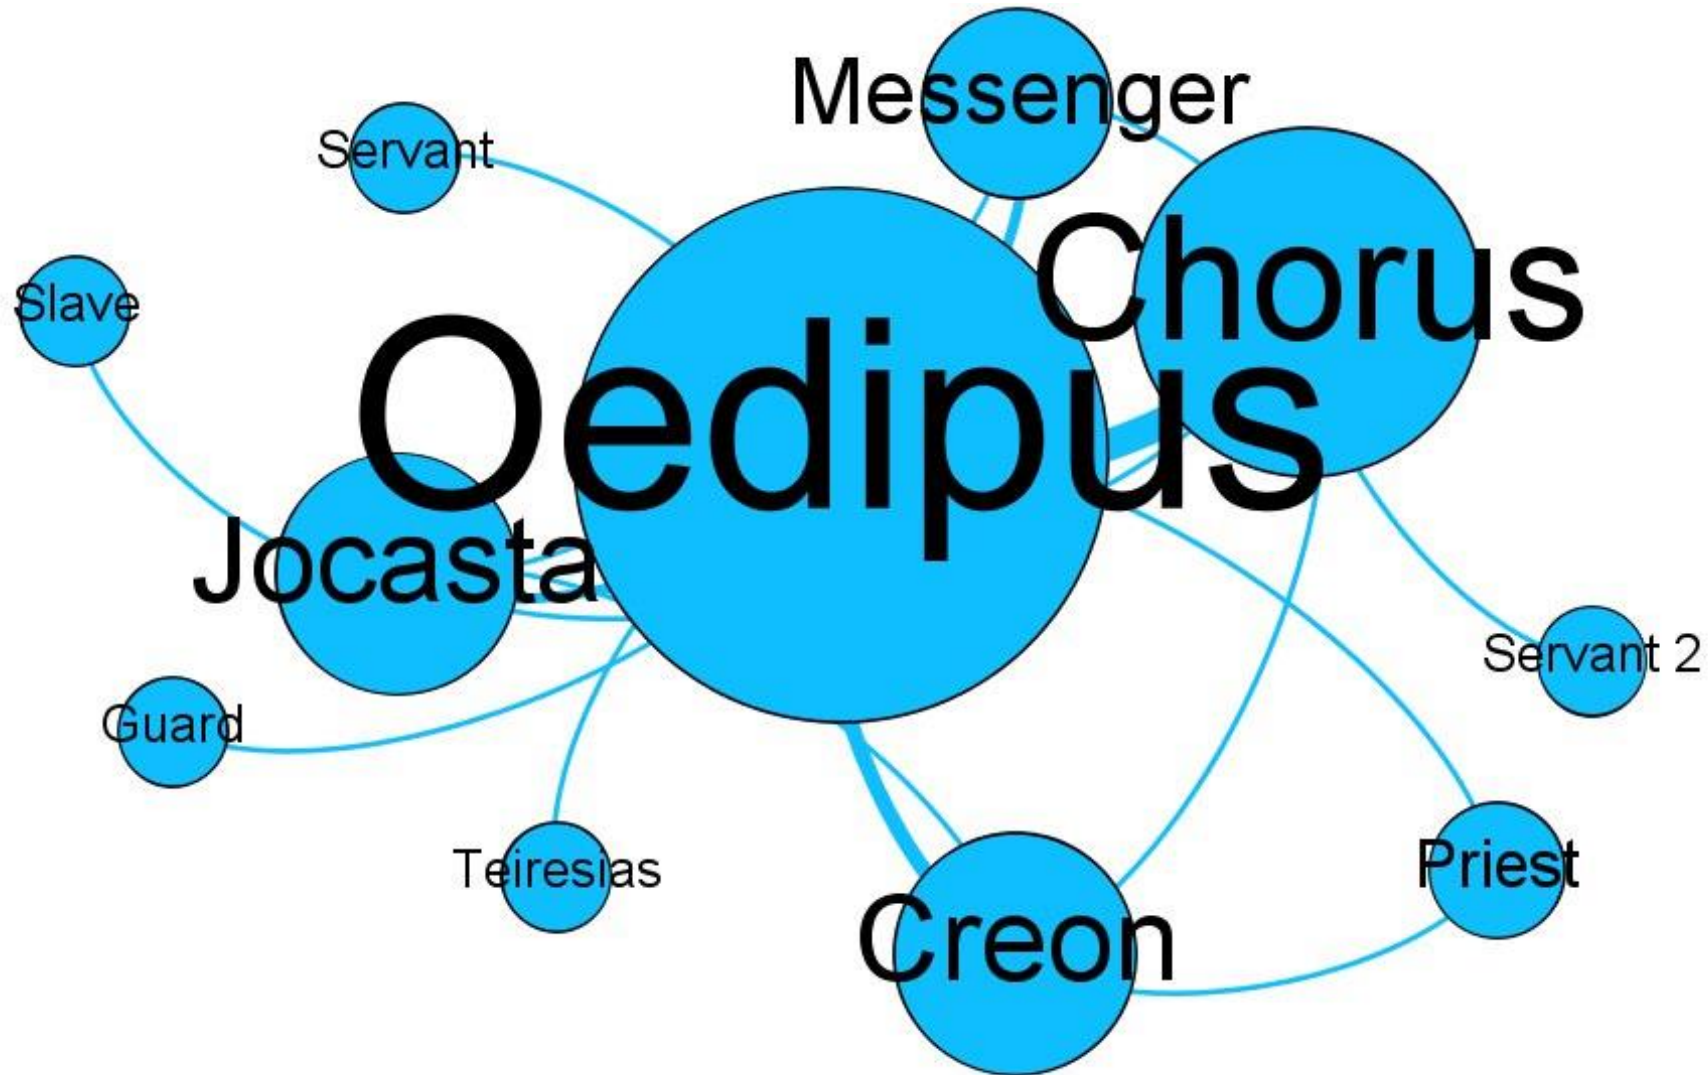 Messenger
Servant
Chorus
Slave
Oedipus
Jocasta
Servant 2
Guard
Teiresias
Priest
Creon